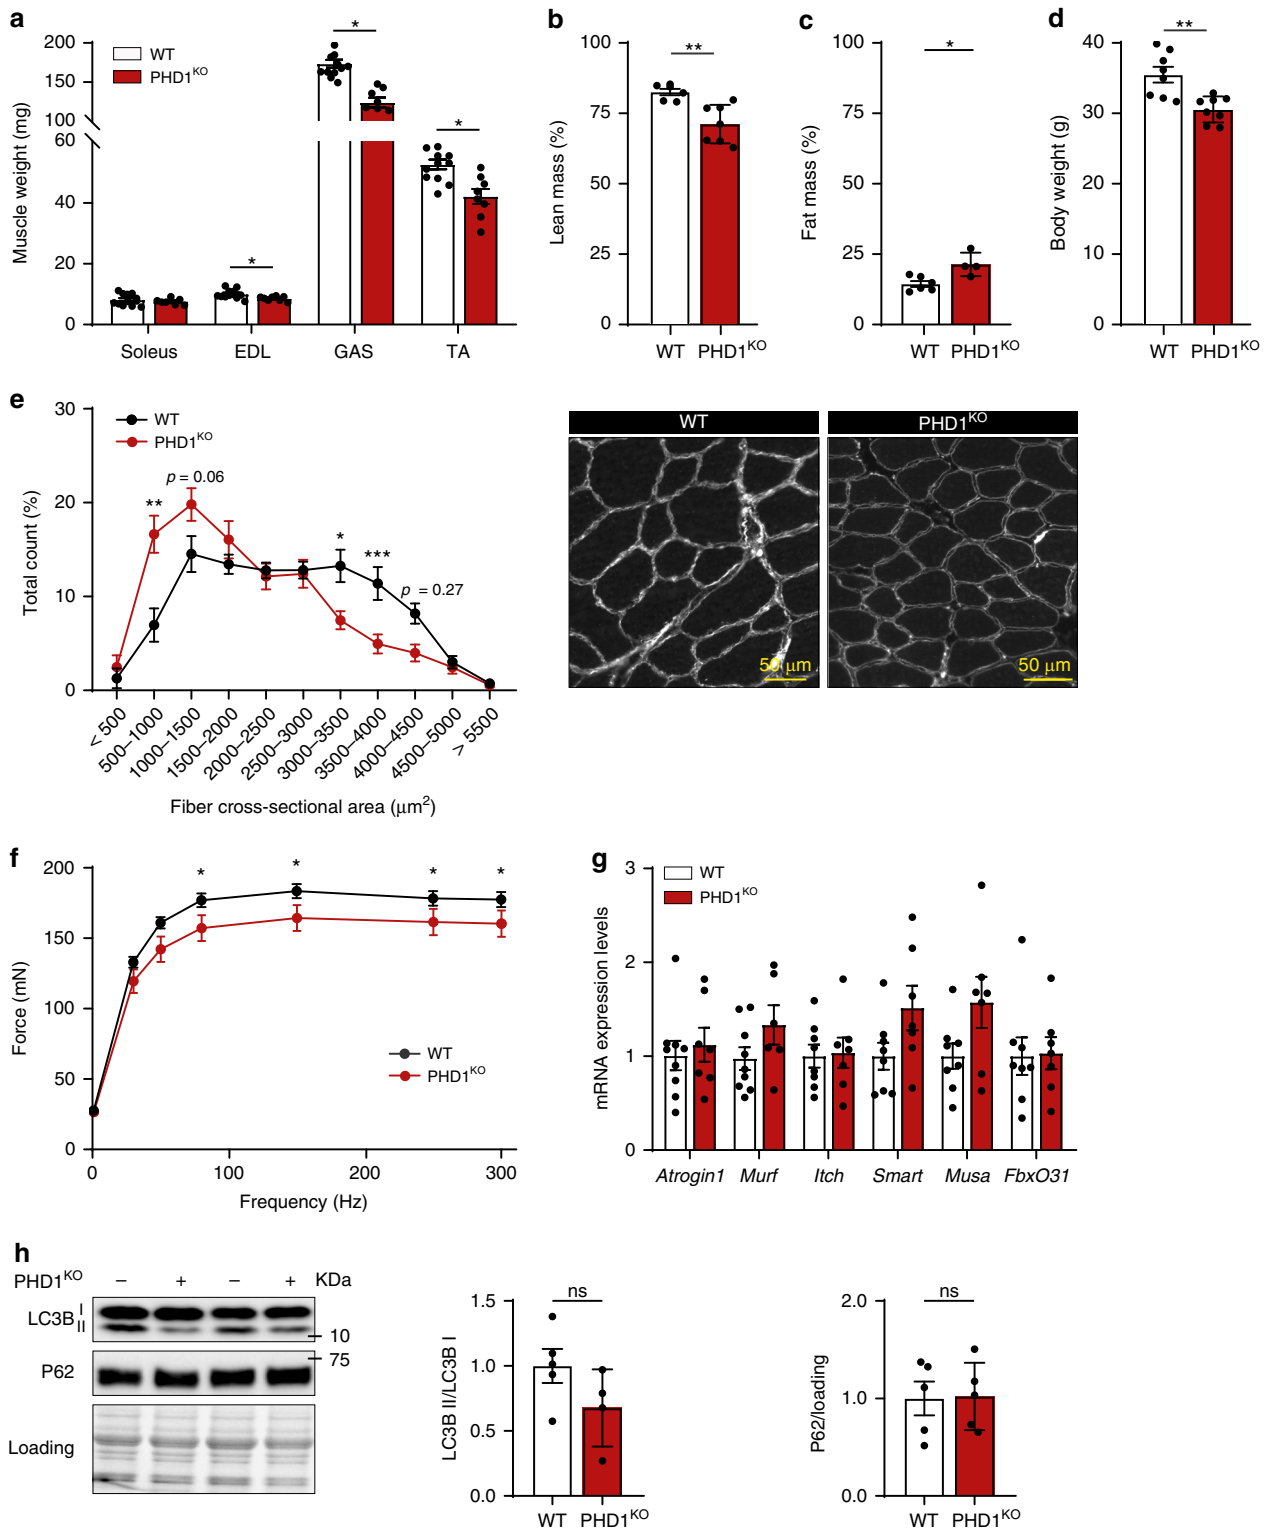 a
*
200
WT
PHD1KO
150
100
60
40
20
0
Muscle weight (mg)
*
*
Soleus
EDL
GAS
TA
b
**
100
75
50
25
0
Lean mass (%)
WT PHD1KO
c
*
100
75
50
25
0
Fat mass (%)
WT PHD1KO
d
**
40
30
20
10
0
Body weight (g)
WT PHD1KO
e
30
20
10
0
Total count (%)
WT
PHD1KO
**
p = 0.06
*
***
p = 0.27
< 500
500–1000
1000–1500
1500–2000
2000–2500
2500–3000
3000–3500
3500–4000
4000–4500
4500–5000
> 5500
Fiber cross-sectional area (μm2)
WT
PHD1KO
50 μm
50 μm
f
200
150
100
50
0
Force (mN)
* * * *
WT
PHD1KO
0
100
200
300
Frequency (Hz)
g
3
2
1
0
mRNA expression levels
WT
PHD1KO
Atrogin1 Murf Itch Smart Musa FbxO31
h
PHD1KO – + – + KDa
LC3B I
II
10
75
P62
Loading
ns
1.5
1.0
0.5
0.0
LC3B II/LC3B I
WT PHD1KO
ns
2.0
1.0
0.0
P62/loading
WT PHD1KO